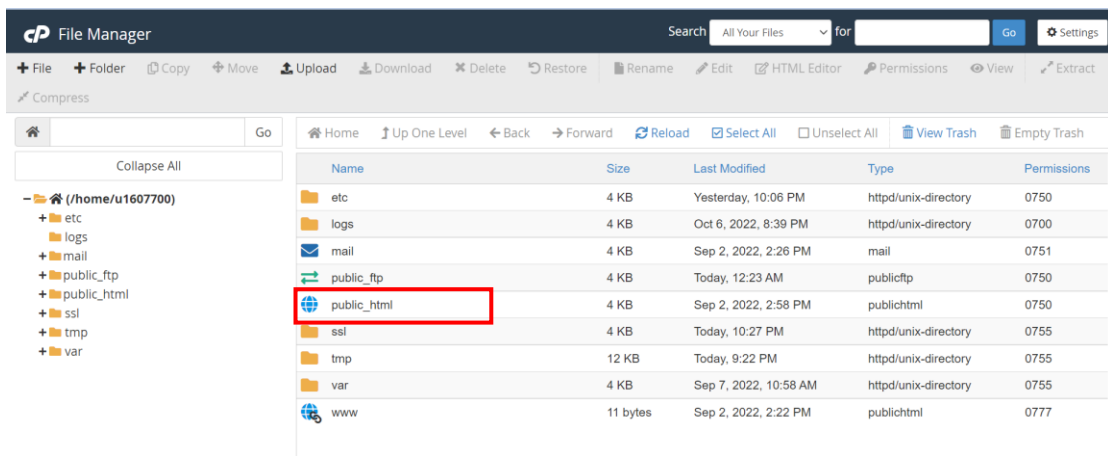 cP File Manager Search All Your Files for Go Settings
+ File + Folder Copy Move Upload Download Delete Restore Rename Edit HTML Editor Permissions View Extract
Compress
Go Home Up One Level Back Forward Reload Select All Unselect All View Trash Empty Trash
Collapse All
Name Size Last Modified Type Permissions
(/home/u1607700)
etc
logs
mail
public_ftp
public_html
ssl
tmp
var
etc 4 KB Yesterday, 10:06 PM httpd/unix-directory 0750
logs 4 KB Oct 6, 2022, 8:39 PM httpd/unix-directory 0700
mail 4 KB Sep 2, 2022, 2:26 PM mail 0751
public_ftp 4 KB Today, 12:23 AM publicftp 0750
public_html 4 KB Sep 2, 2022, 2:58 PM publichtml 0750
ssl 4 KB Today, 10:27 PM httpd/unix-directory 0755
tmp 12 KB Today, 9:22 PM httpd/unix-directory 0755
var 4 KB Sep 7, 2022, 10:58 AM httpd/unix-directory 0755
www 11 bytes Sep 2, 2022, 2:22 PM publichtml 0777